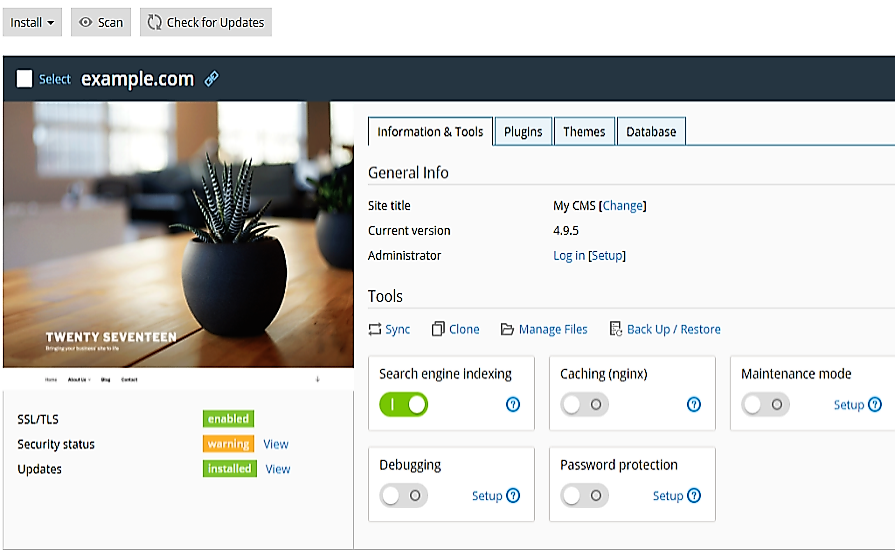 Install Scan Check for Updates
Select example.com
Information & Tools Plugins Themes Database
General Info
Site title My CMS [Change]
Current version 4.9.5
Administrator Log in [Setup]
Tools
Sync Clone Manage Files Back Up / Restore
TWENTY SEVENTEEN
Bringing your business' site to life
Home About Us Blog Contact
Search engine indexing Caching (nginx) Maintenance mode
? ? Setup ?
SSL/TLS enabled
Security status warning View
Updates installed View
Debugging Password protection
Setup ? Setup ?